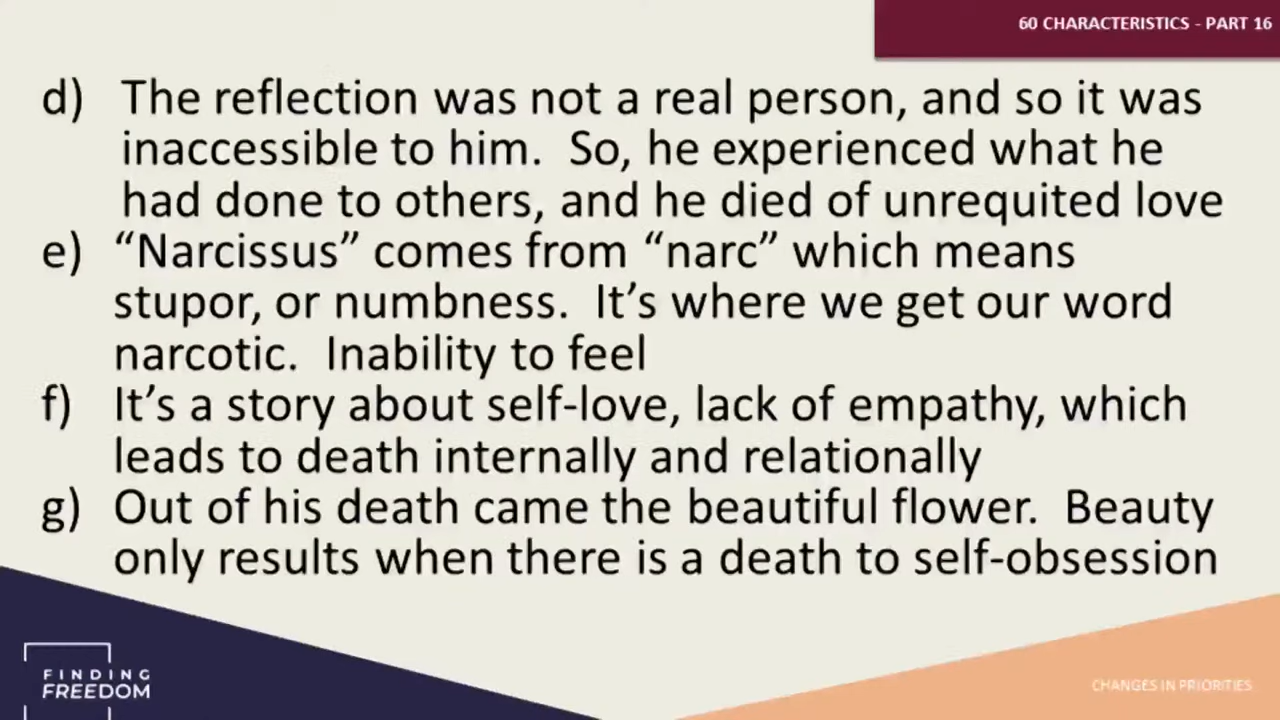 60 CHARACTERISTICS - PART 16
d) The reflection was not a real person, and so it was
inaccessible to him. So, he experienced what he
had done to others, and he died of unrequited love
e) “Narcissus” comes from “narc” which means
stupor, or numbness. It’s where we get our word
narcotic. Inability to feel
f) It’s a story about self-love, lack of empathy, which
leads to death internally and relationally
g) Out of his death came the beautiful flower. Beauty
only results when there is a death to self-obsession
FINDING
FREEDOM
CHANGES IN PRIORITIES